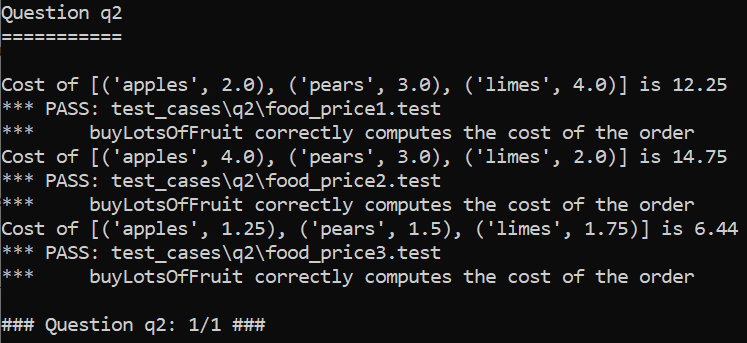 Question q2
===========
Cost of [('apples', 2.0), ('pears', 3.0), ('limes', 4.0)] is 12.25
*** PASS: test_cases\q2\food_price1.test
***     buyLotsOfFruit correctly computes the cost of the order
Cost of [('apples', 4.0), ('pears', 3.0), ('limes', 2.0)] is 14.75
*** PASS: test_cases\q2\food_price2.test
***     buyLotsOfFruit correctly computes the cost of the order
Cost of [('apples', 1.25), ('pears', 1.5), ('limes', 1.75)] is 6.44
*** PASS: test_cases\q2\food_price3.test
***     buyLotsOfFruit correctly computes the cost of the order
### Question q2: 1/1 ###